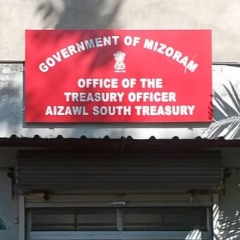 GOVERNMENT OF MIZORAM
OFFICE OF THE
TREASURY OFFICER
AIZAWL SOUTH TREASURY